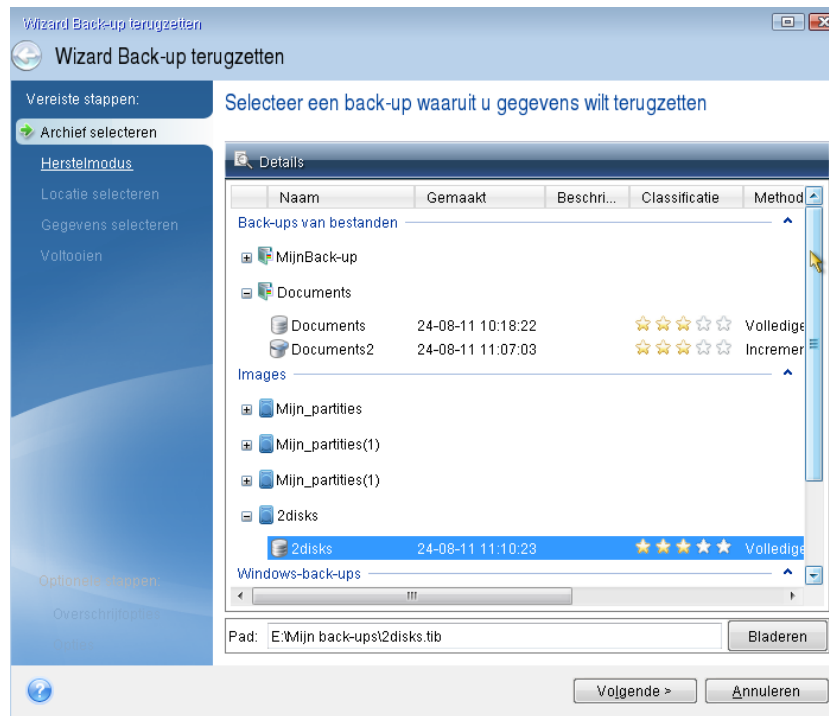 Wizard Back-up terugzetten
Wizard Back-up terugzetten
Vereiste stappen:
Archief selecteren
Herstelmodus
Locatie selecteren
Gegevens selecteren
Voltooien
Selecteer een back-up waaruit u gegevens wilt terugzetten
Details
Naam Gemaakt Beschri... Classificatie Method
Back-ups van bestanden
MijnBack-up
Documents
Documents 24-08-11 10:18:22 Volledige
Documents2 24-08-11 11:07:03 Incremer
Images
Mijn_partities
Mijn_partities(1)
Mijn_partities(1)
2disks
2disks 24-08-11 11:10:23 Volledige
Windows-back-ups
Pad: E:\Mijn back-ups\2disks.tib Bladeren
stappen:
Volgende > Annuleren